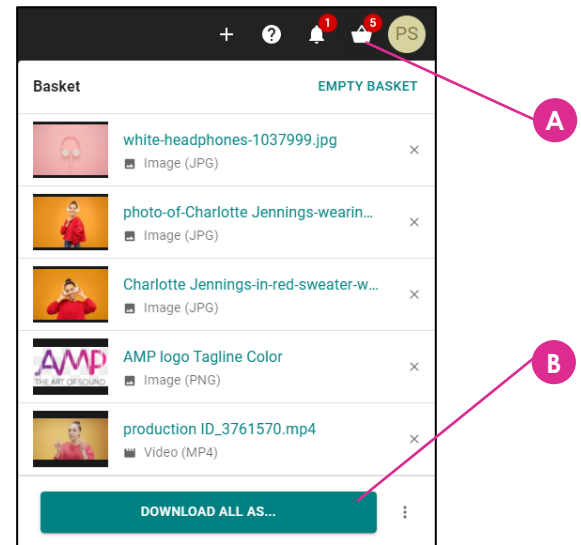 1
5
PS
Basket
EMPTY BASKET
A
white-headphones-1037999.jpg
Image (JPG)
photo-of-Charlotte Jennings-wearin...
Image (JPG)
Charlotte Jennings-in-red-sweater-w...
Image (JPG)
AMP
THE ART OF SOUND
AMP logo Tagline Color
Image (PNG)
B
production ID_3761570.mp4
Video (MP4)
DOWNLOAD ALL AS...